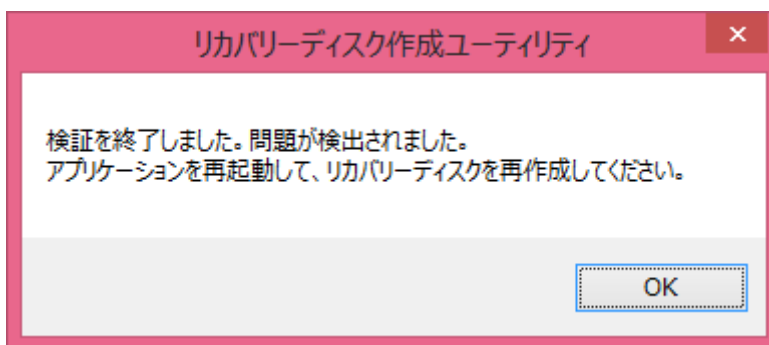 リカバリーディスク作成ユーティリティ
×
検証を終了しました。問題が検出されました。
アプリケーションを再起動して、リカバリーディスクを再作成してください。
OK